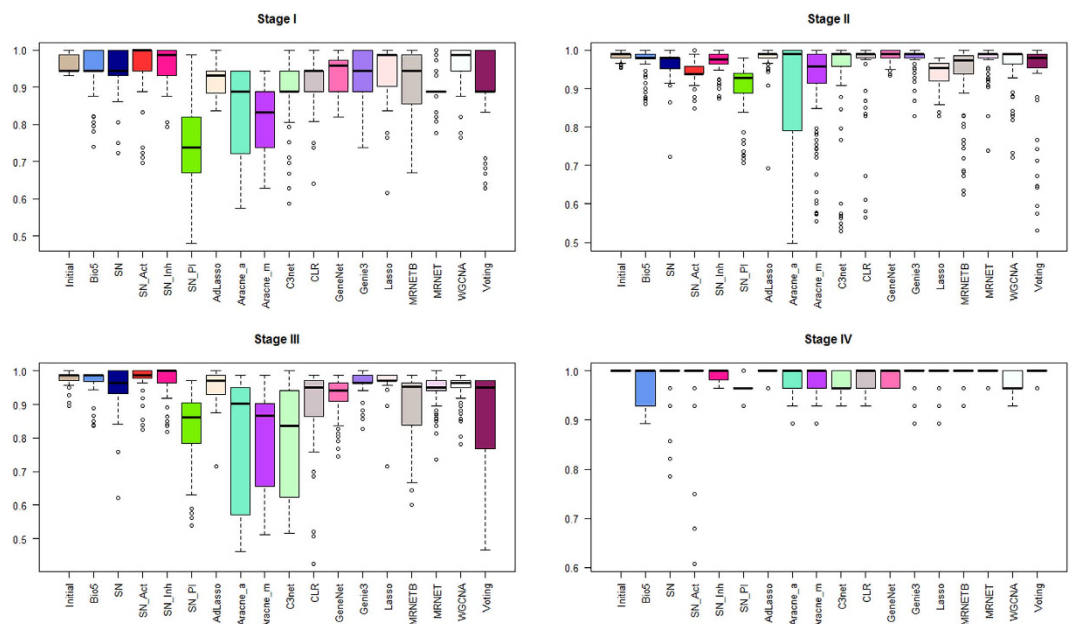 Stage I
1.0
0.9
0.8
0.7
0.6
0.5
Initial
Bio5
SN
SN_Act
SN_Inh
SN_PI
AdLasso
Aracne_a
Aracne_m
C3net
CLR
GeneNet
Genie3
Lasso
MRNETB
MRNET
WGCNA
Voting
Stage II
1.0
0.9
0.8
0.7
0.6
0.5
Initial
Bio5
SN
SN_Act
SN_Inh
SN_PI
AdLasso
Aracne_a
Aracne_m
C3net
CLR
GeneNet
Genie3
Lasso
MRNETB
MRNET
WGCNA
Voting
Stage III
1.0
0.9
0.8
0.7
0.6
0.5
Initial
Bio5
SN
SN_Act
SN_Inh
SN_PI
AdLasso
Aracne_a
Aracne_m
C3net
CLR
GeneNet
Genie3
Lasso
MRNETB
MRNET
WGCNA
Voting
Stage IV
1.0
0.9
0.8
0.7
0.6
Initial
Bio5
SN
SN_Act
SN_Inh
SN_PI
AdLasso
Aracne_a
Aracne_m
C3net
CLR
GeneNet
Genie3
Lasso
MRNETB
MRNET
WGCNA
Voting